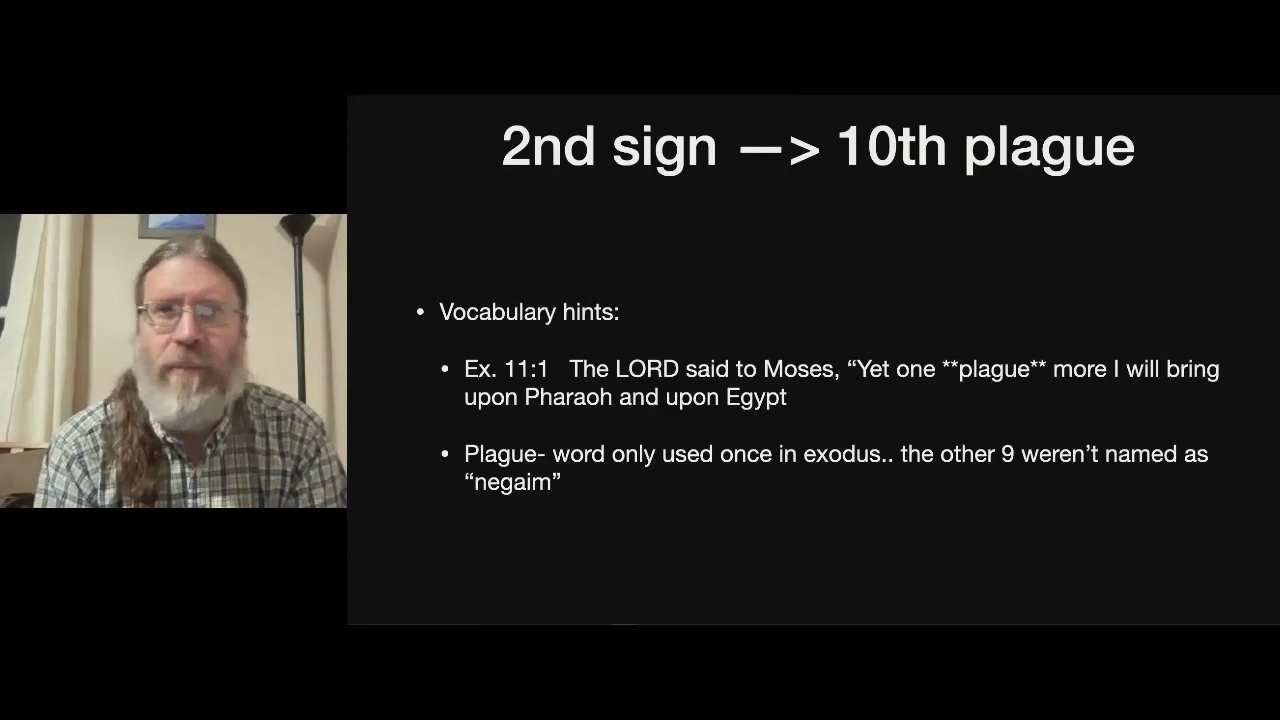 2nd sign —> 10th plague
• Vocabulary hints:
• Ex. 11:1 The LORD said to Moses, “Yet one **plague** more I will bring
upon Pharaoh and upon Egypt
• Plague- word only used once in exodus.. the other 9 weren’t named as
“negaim”